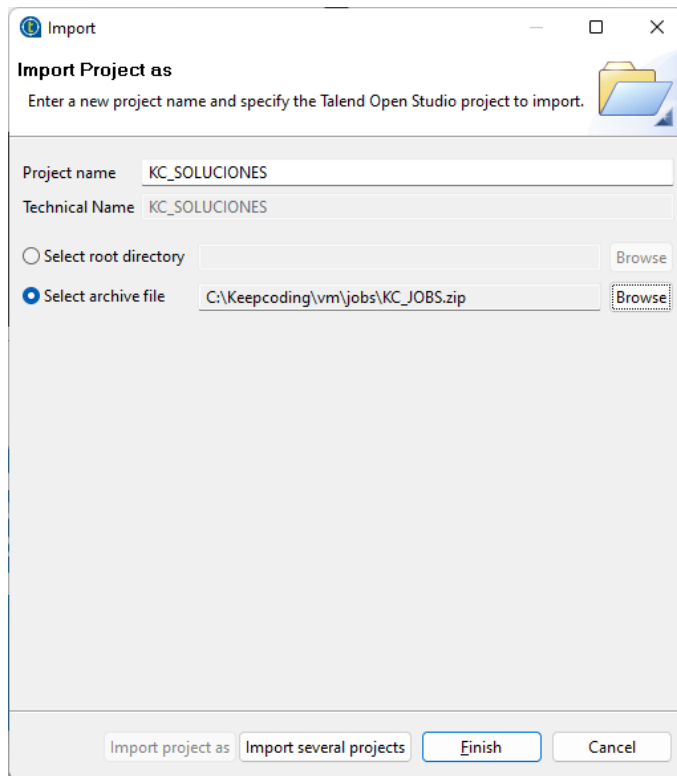 Import
Import Project as
Enter a new project name and specify the Talend Open Studio project to import.
Project name KC_SOLUCIONES
Technical Name KC_SOLUCIONES
Select root directory Browse
Select archive file C:\Keepcoding\vm\jobs\KC_JOBS.zip Browse
Import project as Import several projects Finish Cancel